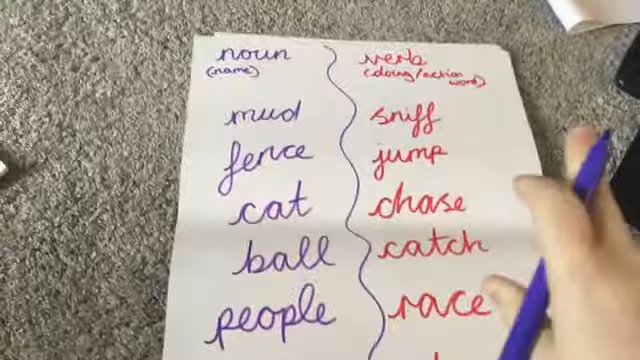 noun
(name)
mud
fence
cat
ball
people
verb
(doing/action
word)
sniff
jump
chase
catch
race